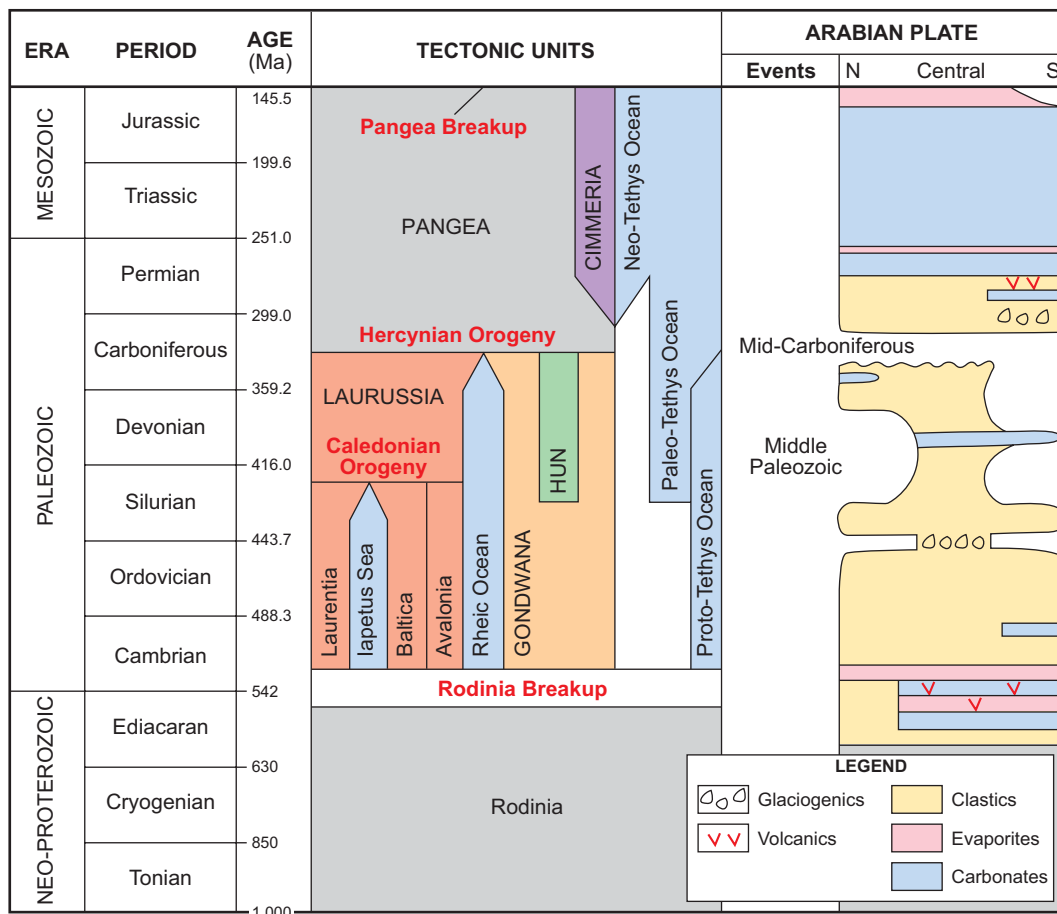 ERA
PERIOD
AGE
(Ma)
TECTONIC UNITS
ARABIAN PLATE
Events
N
Central
S
MESOZOIC
PALEOZOIC
NEO-PROTEROZOIC
Jurassic
Triassic
Permian
Carboniferous
Devonian
Silurian
Ordovician
Cambrian
Ediacaran
Cryogenian
Tonian
145.5
199.6
251.0
299.0
359.2
416.0
443.7
488.3
542
630
850
1,000
Pangea Breakup
PANGEA
CIMMERIA
Neo-Tethys Ocean
Hercynian Orogeny
LAURUSSIA
Caledonian
Orogeny
HUN
Paleo-Tethys Ocean
Laurentia
Iapetus Sea
Baltica
Avalonia
Rheic Ocean
GONDWANA
Proto-Tethys Ocean
Rodinia Breakup
Rodinia
Mid-Carboniferous
Middle
Paleozoic
LEGEND
Glaciogenics
Volcanics
Clastics
Evaporites
Carbonates